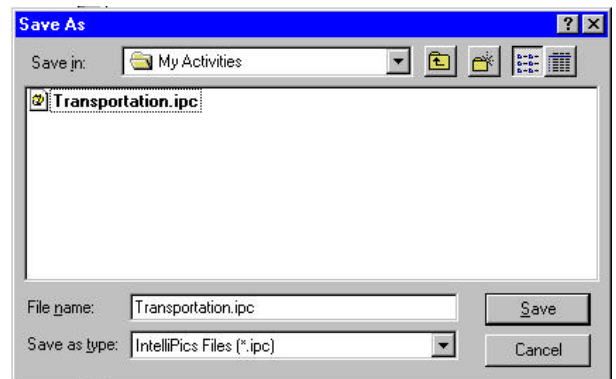 Save As
Save in: My Activities
Transportation.ipc
File name: Transportation.ipc Save
Save as type: IntelliPics Files (*.ipc) Cancel